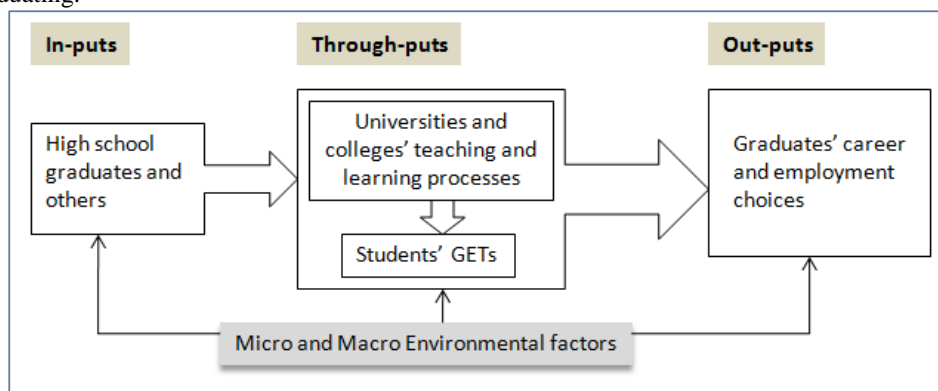 In-puts
Through-puts
Out-puts
High school
graduates and
others
Universities and
colleges’ teaching and
learning processes
Students’ GETs
Graduates’ career
and employment
choices
Micro and Macro Environmental factors